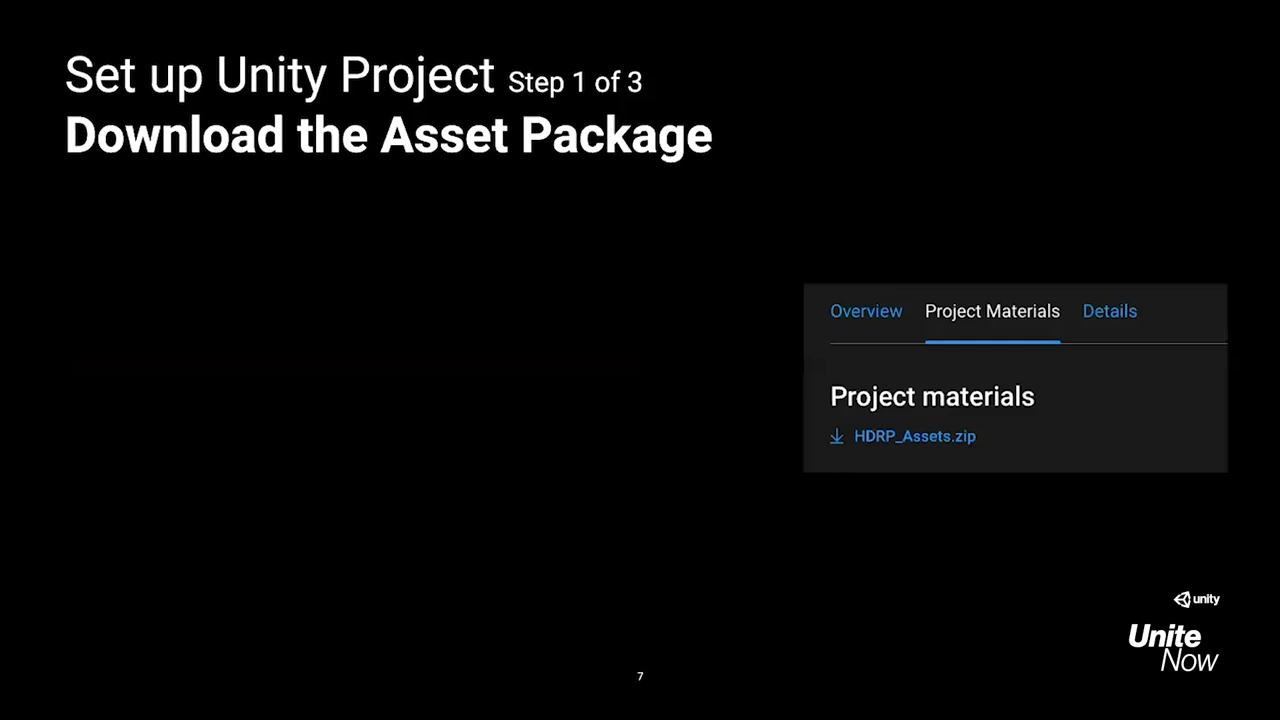 Set up Unity Project Step 1 of 3
Download the Asset Package
Overview Project Materials Details
Project materials
HDRP_Assets.zip
unity
Unite
Now
7